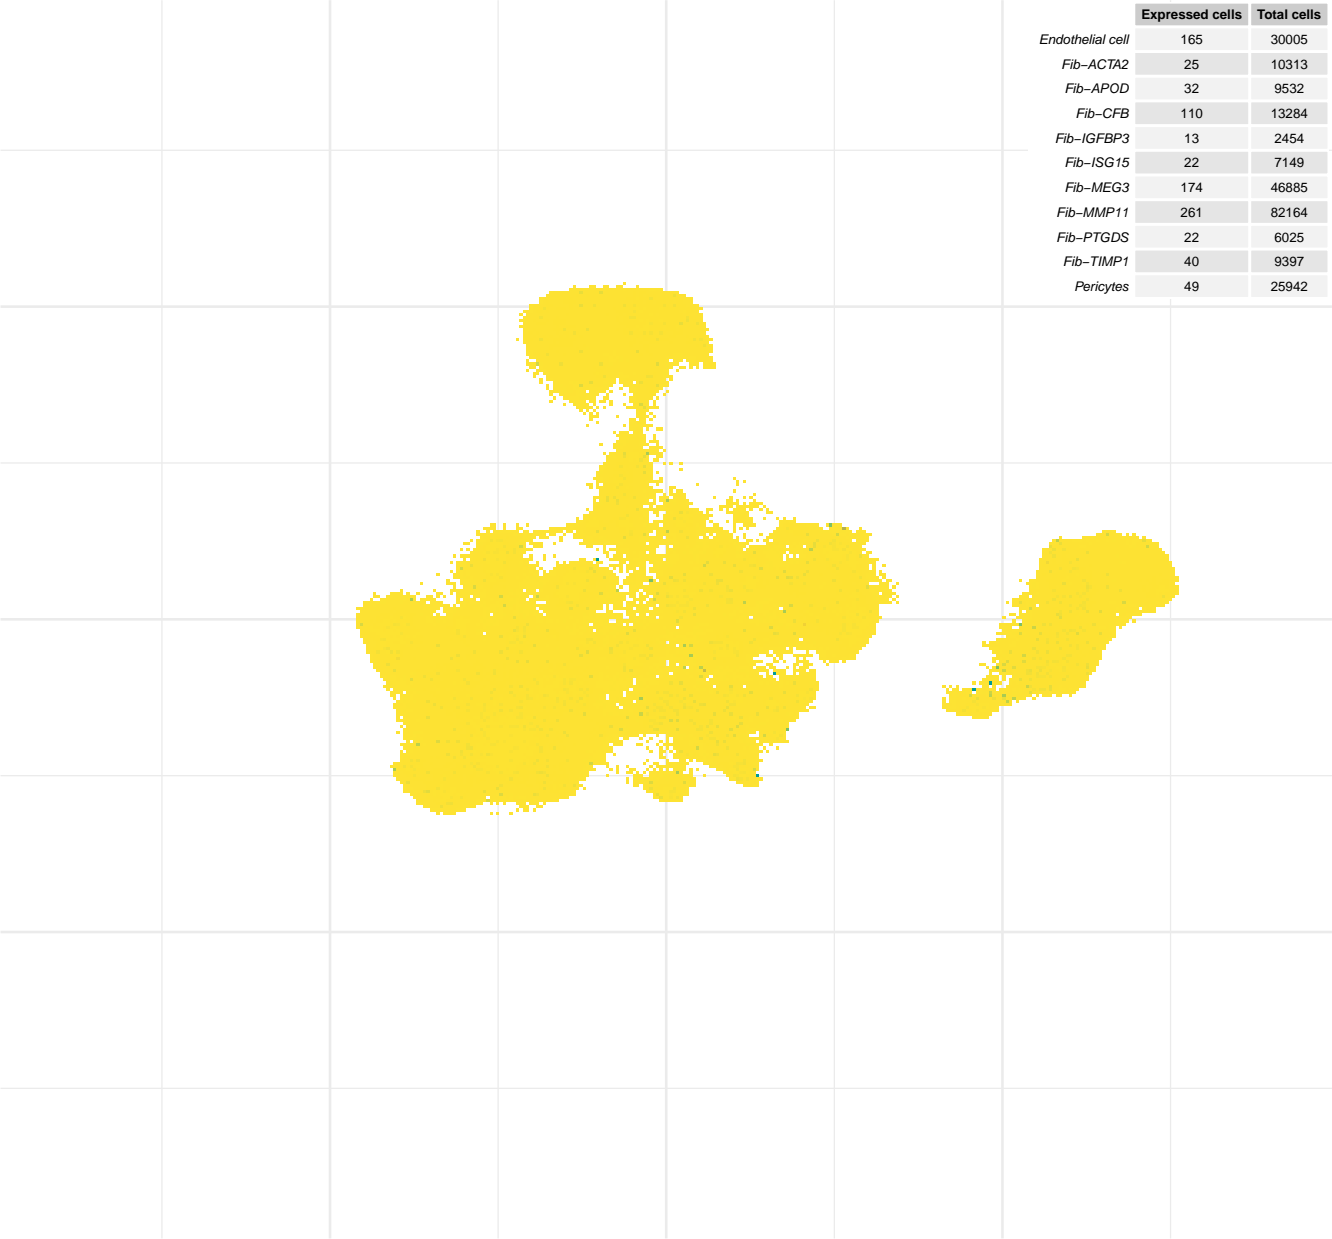 Expressed cells Total cells
Endothelial cell 165 30005
Fib−ACTA2 25 10313
Fib−APOD 32 9532
Fib−CFB 110 13284
Fib−IGFBP3 13 2454
Fib−ISG15 22 7149
Fib−MEG3 174 46885
Fib−MMP11 261 82164
Fib−PTGDS 22 6025
Fib−TIMP1 40 9397
Pericytes 49 25942